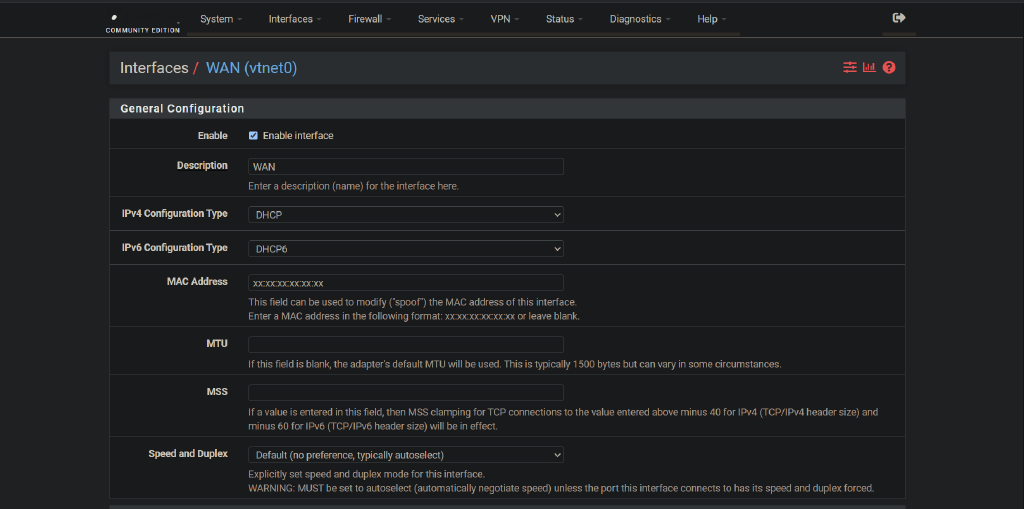 COMMUNITY EDITION
System
Interfaces
Firewall
Services
VPN
Status
Diagnostics
Help
Interfaces / WAN (vtnet0)
General Configuration
Enable
Enable interface
Description
WAN
Enter a description (name) for the interface here.
IPv4 Configuration Type
DHCP
IPv6 Configuration Type
DHCP6
MAC Address
xx:xx:xx:xx:xx:xx
This field can be used to modify ("spoof") the MAC address of this interface.
Enter a MAC address in the following format: xx:xx:xx:xx:xx:xx or leave blank.
MTU
If this field is blank, the adapter's default MTU will be used. This is typically 1500 bytes but can vary in some circumstances.
MSS
If a value is entered in this field, then MSS clamping for TCP connections to the value entered above minus 40 for IPv4 (TCP/IPv4 header size) and
minus 60 for IPv6 (TCP/IPv6 header size) will be in effect.
Speed and Duplex
Default (no preference, typically autoselect)
Explicitly set speed and duplex mode for this interface.
WARNING: MUST be set to autoselect (automatically negotiate speed) unless the port this interface connects to has its speed and duplex forced.